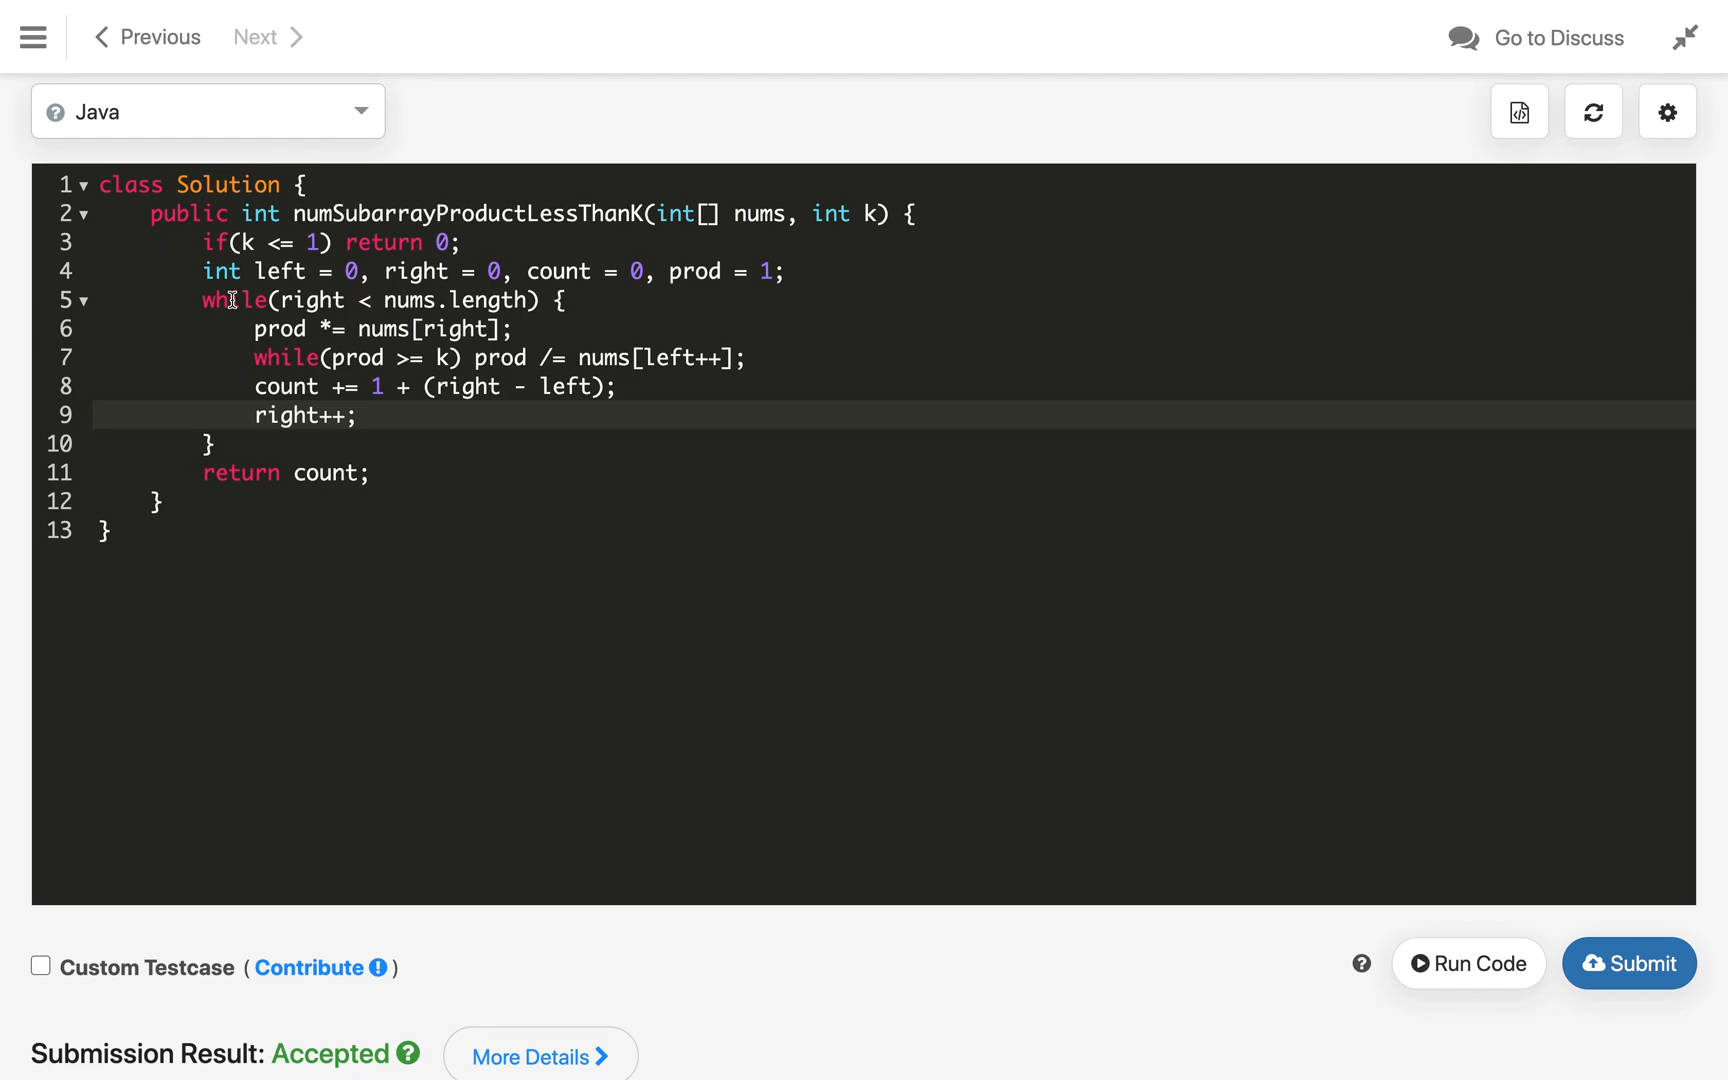 Previous Next Go to Discuss
Java
1 class Solution {
2 public int numSubarrayProductLessThanK(int[] nums, int k) {
3 if(k <= 1) return 0;
4 int left = 0, right = 0, count = 0, prod = 1;
5 while(right < nums.length) {
6 prod *= nums[right];
7 while(prod >= k) prod /= nums[left++];
8 count += 1 + (right - left);
9 right++;
10 }
11 return count;
12 }
13 }
Custom Testcase ( Contribute ) Run Code Submit
Submission Result: Accepted More Details